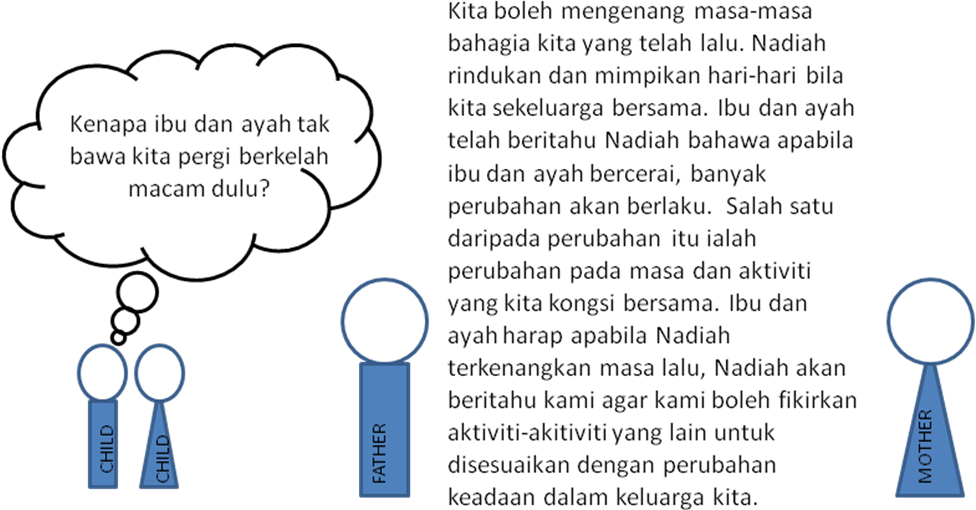 Kenapa ibu dan ayah tak
bawa kita pergi berkelah
macam dulu?
CHILD
CHILD
FATHER
Kita boleh mengenang masa-masa
bahagia kita yang telah lalu. Nadiah
rindukan dan mimpikan hari-hari bila
kita sekeluarga bersama. Ibu dan ayah
telah beritahu Nadiah bahawa apabila
ibu dan ayah bercerai, banyak
perubahan akan berlaku.  Salah satu
daripada perubahan itu ialah
perubahan pada masa dan aktiviti
yang kita kongsi bersama. Ibu dan
ayah harap apabila Nadiah
terkenangkan masa lalu, Nadiah akan
beritahu kami agar kami boleh fikirkan
aktiviti-akitiviti yang lain untuk
disesuaikan dengan perubahan
keadaan dalam keluarga kita.
MOTHER